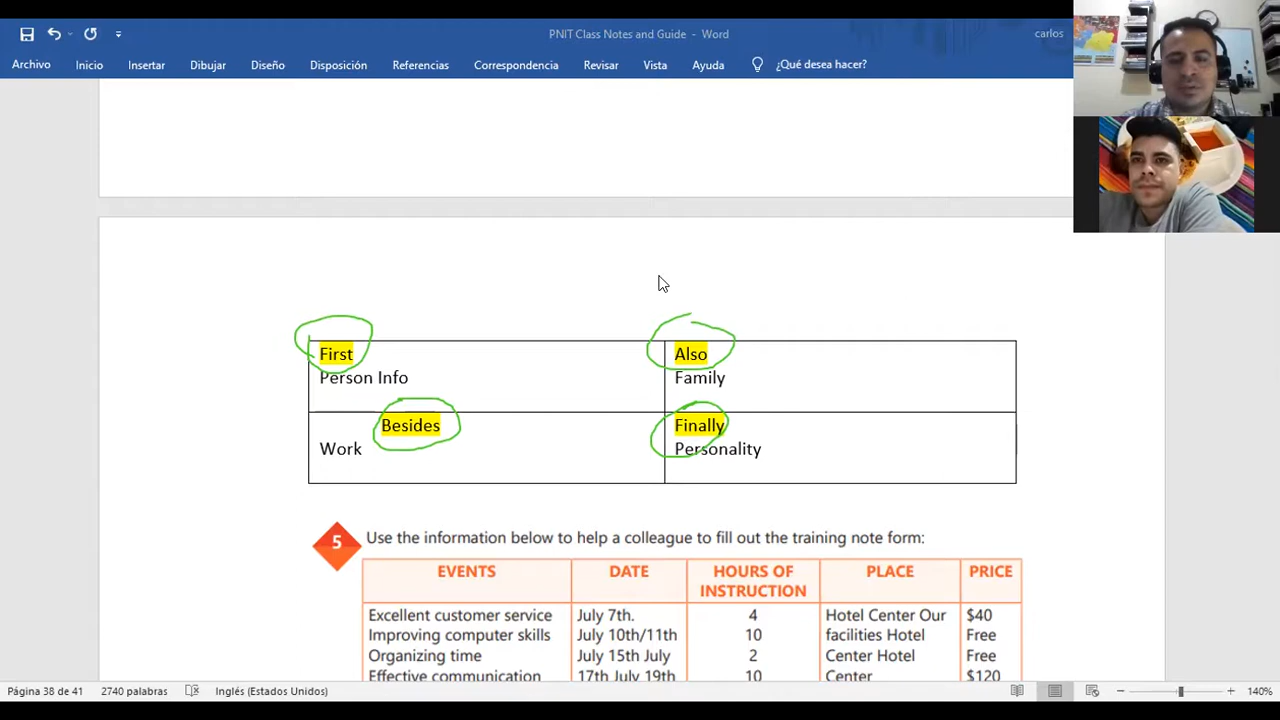 PNIT Class Notes and Guide - Word
carlos
Archivo Inicio Insertar Dibujar Diseño Disposición Referencias Correspondencia Revisar Vista Ayuda ¿Qué desea hacer?
First Also
Person Info Family
Besides Finally
Work Personality
5 Use the information below to help a colleague to fill out the training note form:
EVENTS DATE HOURS OF INSTRUCTION PLACE PRICE
Excellent customer service July 7th. 4 Hotel Center Our $40
Improving computer skills July 10th/11th 10 facilities Hotel Free
Organizing time July 15th July 2 Center Hotel Free
Effective communication 17th July 19th 10 Center $120
Página 38 de 41 2740 palabras Inglés (Estados Unidos) 140%